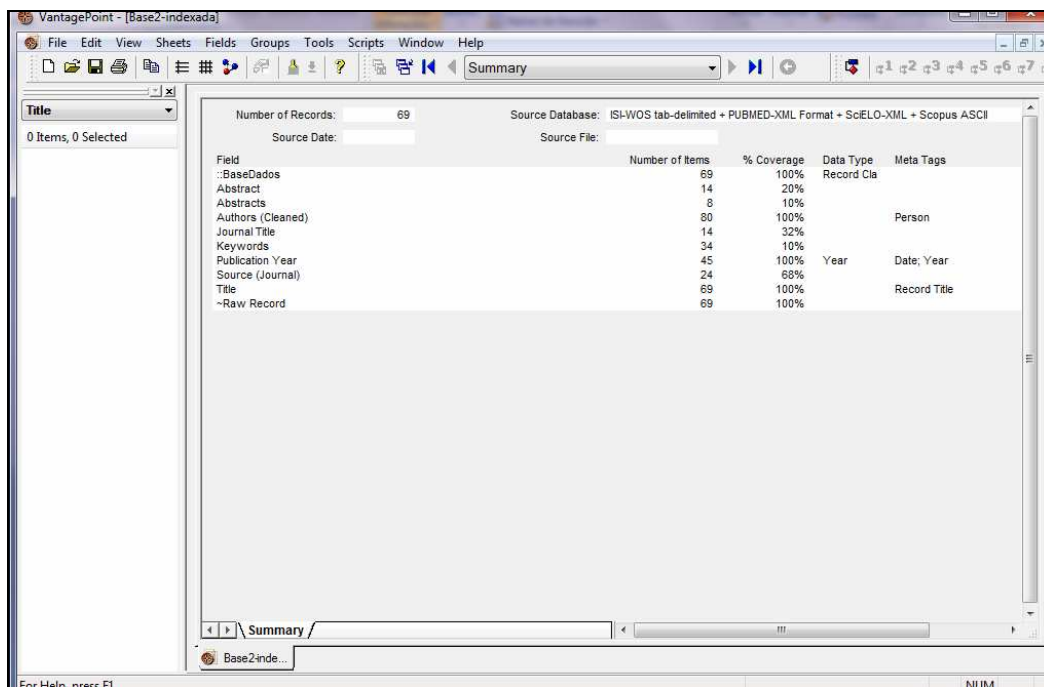 VantagePoint - [Base2-indexada]
File Edit View Sheets Fields Groups Tools Scripts Window Help
Summary
Title
0 Items, 0 Selected
Number of Records: 69 Source Database: ISI-WOS tab-delimited + PUBMED-XML Format + SciELO-XML + Scopus ASCII
Source Date: Source File:
Field Number of Items % Coverage Data Type Meta Tags
::BaseDados 69 100% Record Cla
Abstract 14 20%
Abstracts 8 10%
Authors (Cleaned) 80 100% Person
Journal Title 14 32%
Keywords 34 10%
Publication Year 45 100% Year Date; Year
Source (Journal) 24 68%
Title 69 100% Record Title
~Raw Record 69 100%
Summary
Base2-inde...
For Help, press F1 NUM